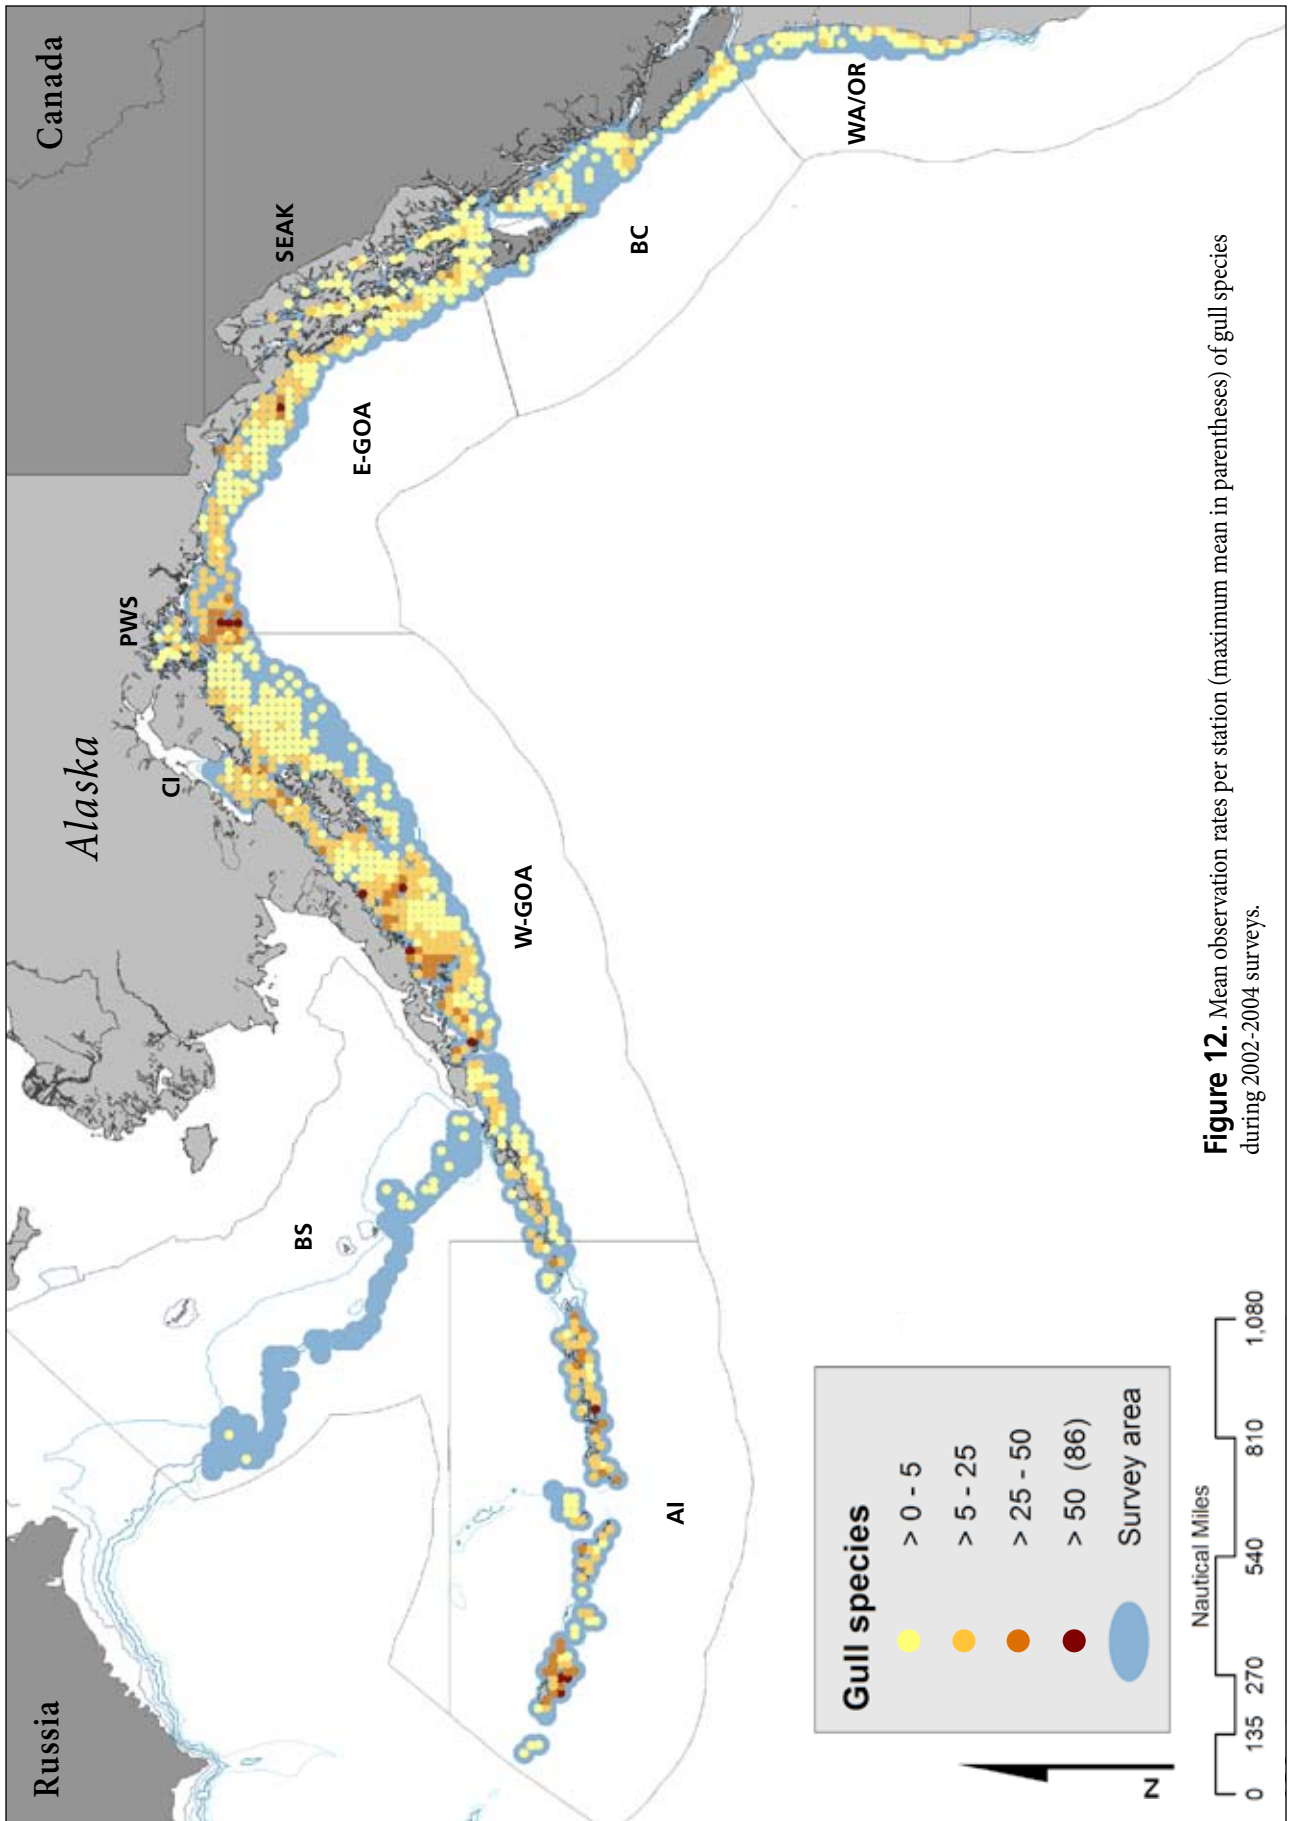 Russia
Alaska
Canada
BS
CI
PWS
SEAK
E-GOA
W-GOA
BC
WA/OR
AI
Gull species
> 0 - 5
> 5 - 25
> 25 - 50
> 50 (86)
Survey area
N
Nautical Miles
0 135 270 540 810 1,080
Figure 12. Mean observation rates per station (maximum mean in parentheses) of gull species
during 2002-2004 surveys.